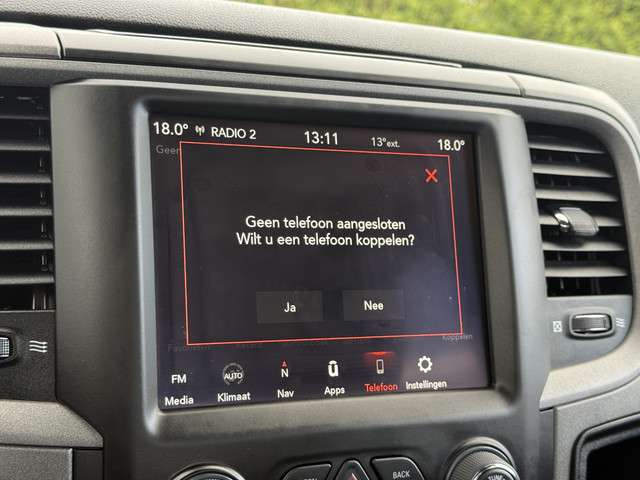 18.0° RADIO 2 13:11 13°ext. 18.0°
Geen
Geen telefoon aangesloten
Wilt u een telefoon koppelen?
Ja Nee
Koppelen
FM AUTO N
Media Klimaat Nav Apps Telefoon Instellingen
BACK